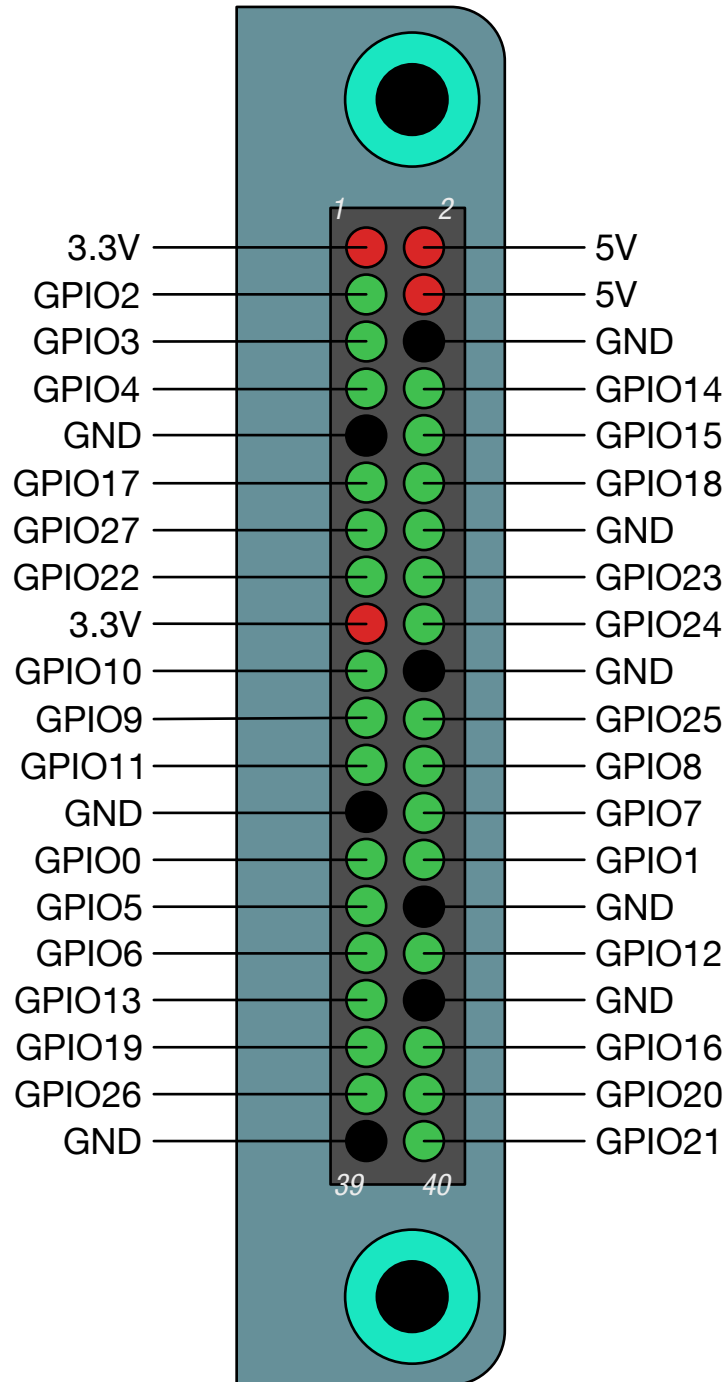 1 2
3.3V 5V
GPIO2 5V
GPIO3 GND
GPIO4 GPIO14
GND GPIO15
GPIO17 GPIO18
GPIO27 GND
GPIO22 GPIO23
3.3V GPIO24
GPIO10 GND
GPIO9 GPIO25
GPIO11 GPIO8
GND GPIO7
GPIO0 GPIO1
GPIO5 GND
GPIO6 GPIO12
GPIO13 GND
GPIO19 GPIO16
GPIO26 GPIO20
GND GPIO21
39 40